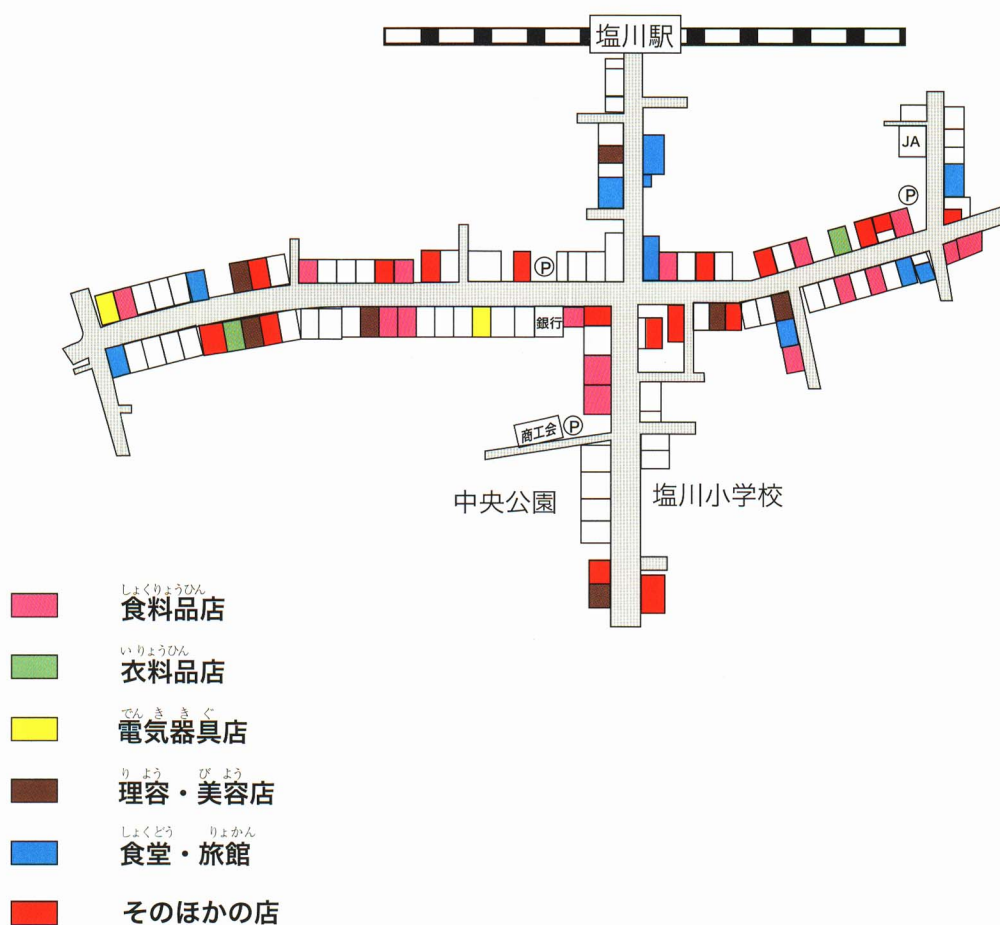 塩川駅
JA
P
P
銀行
P
商工会
中央公園
塩川小学校
しょくりょうひん
食料品店
いりょうひん
衣料品店
でんききぐ
電気器具店
りよう びよう
理容・美容店
しょくどう りょかん
食堂・旅館
そのほかの店